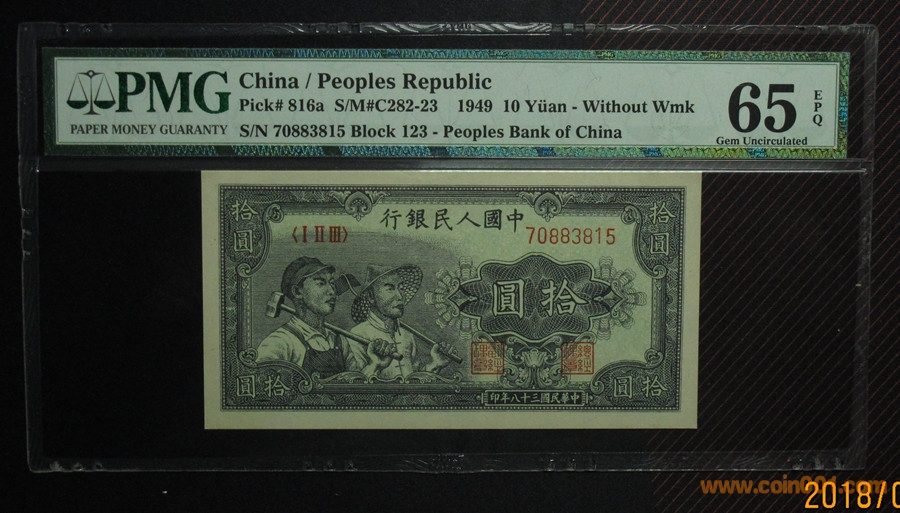 PMG
PAPER MONEY GUARANTY
China / Peoples Republic
Pick# 816a S/M#C282-23 1949 10 Yüan - Without Wmk
S/N 70883815 Block 123 - Peoples Bank of China
65
EPQ
Gem Uncirculated
行銀民人國中
拾圓
拾圓
〈I II III〉
70883815
圓拾
圓拾
圓拾
印年八十三國民華中
www.coin001.com
2018/0